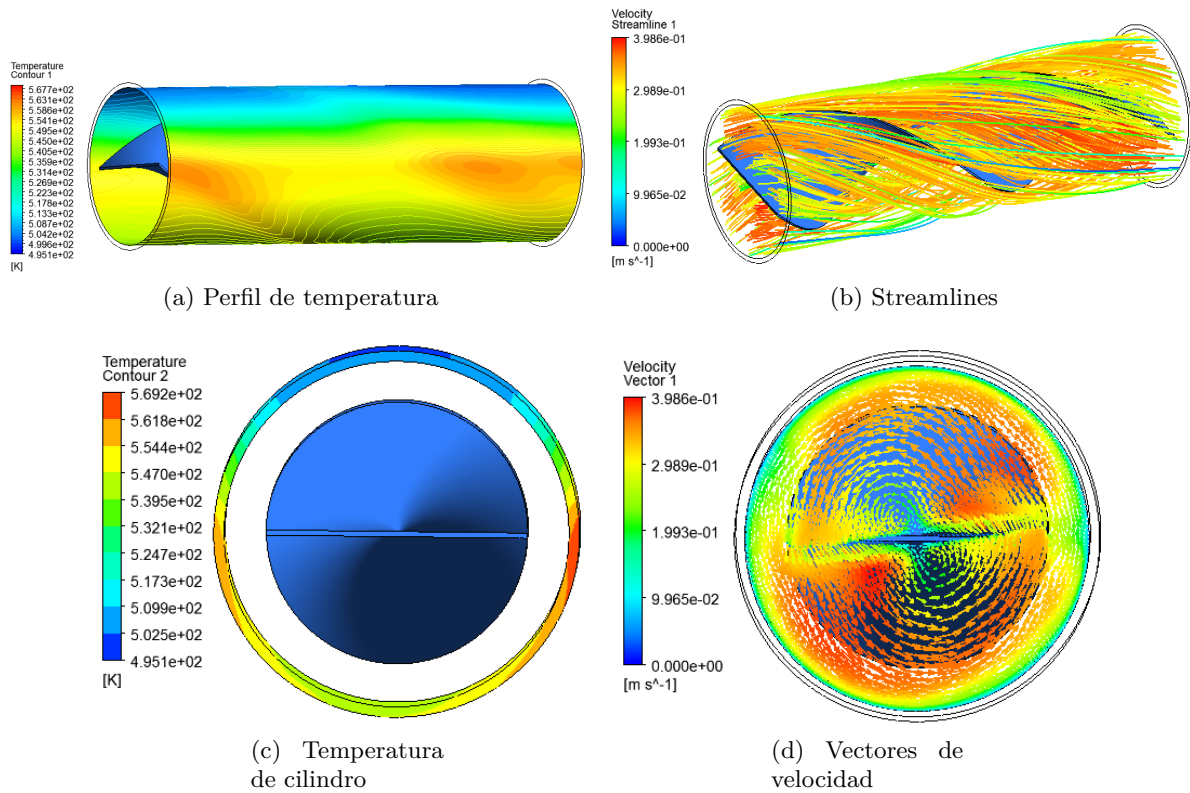 Temperature
Contour 1
5.677e+02
5.631e+02
5.586e+02
5.541e+02
5.495e+02
5.450e+02
5.405e+02
5.359e+02
5.314e+02
5.269e+02
5.223e+02
5.178e+02
5.133e+02
5.087e+02
5.042e+02
4.996e+02
4.951e+02
[K]
(a) Perfil de temperatura
Velocity
Streamline 1
3.986e-01
2.989e-01
1.993e-01
9.965e-02
0.000e+00
[m s^-1]
(b) Streamlines
Temperature
Contour 2
5.692e+02
5.618e+02
5.544e+02
5.470e+02
5.395e+02
5.321e+02
5.247e+02
5.173e+02
5.099e+02
5.025e+02
4.951e+02
[K]
(c) Temperatura
de cilindro
Velocity
Vector 1
3.986e-01
2.989e-01
1.993e-01
9.965e-02
0.000e+00
[m s^-1]
(d) Vectores de
velocidad